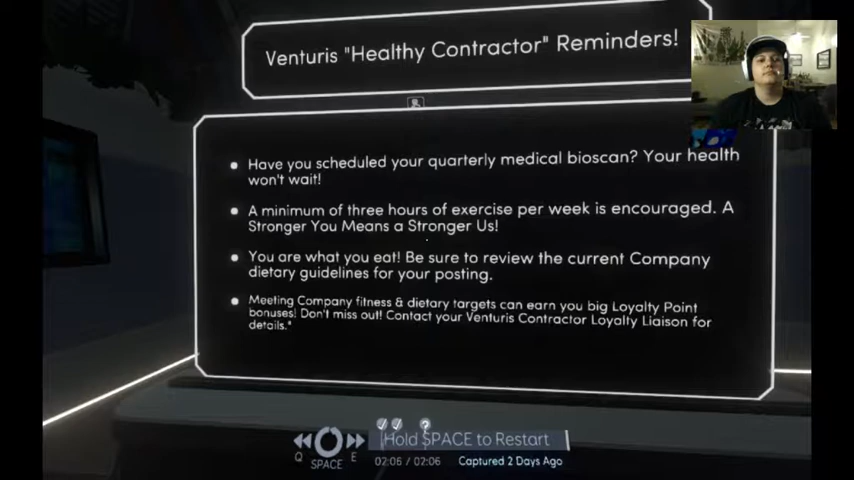 Venturis "Healthy Contractor" Reminders!
Have you scheduled your quarterly medical bioscan? Your health
won't wait!
A minimum of three hours of exercise per week is encouraged. A
Stronger You Means a Stronger Us!
You are what you eat! Be sure to review the current Company
dietary guidelines for your posting.
Meeting Company fitness & dietary targets can earn you big Loyalty Point
bonuses! Don't miss out! Contact your Venturis Contractor Loyalty Liaison for
details.*
?
Hold SPACE to Restart
Q SPACE E
02:06 / 02:06 Captured 2 Days Ago